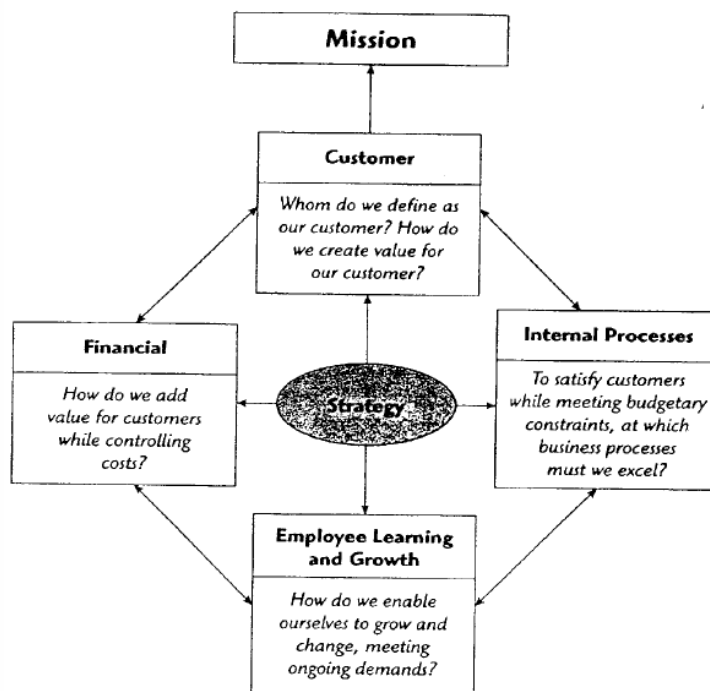 Mission
Customer
Whom do we define as
our customer? How do
we create value for
our customer?
Financial
How do we add
value for customers
while controlling
costs?
Strategy
Internal Processes
To satisfy customers
while meeting budgetary
constraints, at which
business processes
must we excel?
Employee Learning
and Growth
How do we enable
ourselves to grow and
change, meeting
ongoing demands?